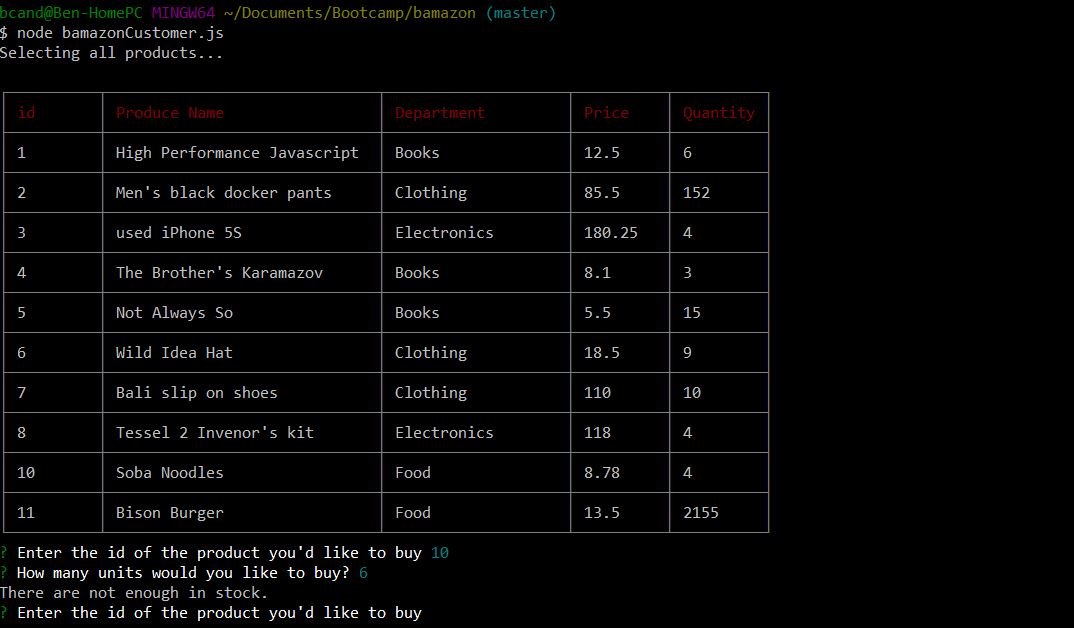 bcand@Ben-HomePC MINGW64 ~/Documents/Bootcamp/bamazon (master)
$ node bamazonCustomer.js
Selecting all products...
id Produce Name Department Price Quantity
1 High Performance Javascript Books 12.5 6
2 Men's black docker pants Clothing 85.5 152
3 used iPhone 5S Electronics 180.25 4
4 The Brother's Karamazov Books 8.1 3
5 Not Always So Books 5.5 15
6 Wild Idea Hat Clothing 18.5 9
7 Bali slip on shoes Clothing 110 10
8 Tessel 2 Invenor's kit Electronics 118 4
10 Soba Noodles Food 8.78 4
11 Bison Burger Food 13.5 2155
? Enter the id of the product you'd like to buy 10
? How many units would you like to buy? 6
There are not enough in stock.
? Enter the id of the product you'd like to buy